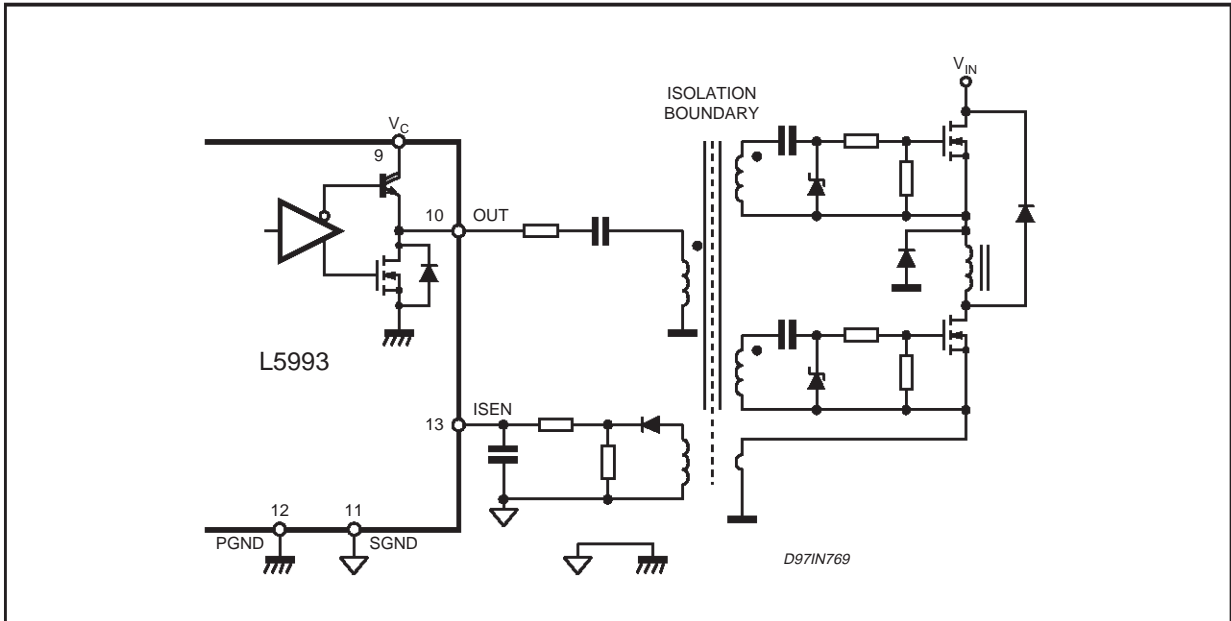 V_IN
ISOLATION
BOUNDARY
V_C
9
10
OUT
L5993
ISEN
13
12
11
PGND
SGND
D97IN769